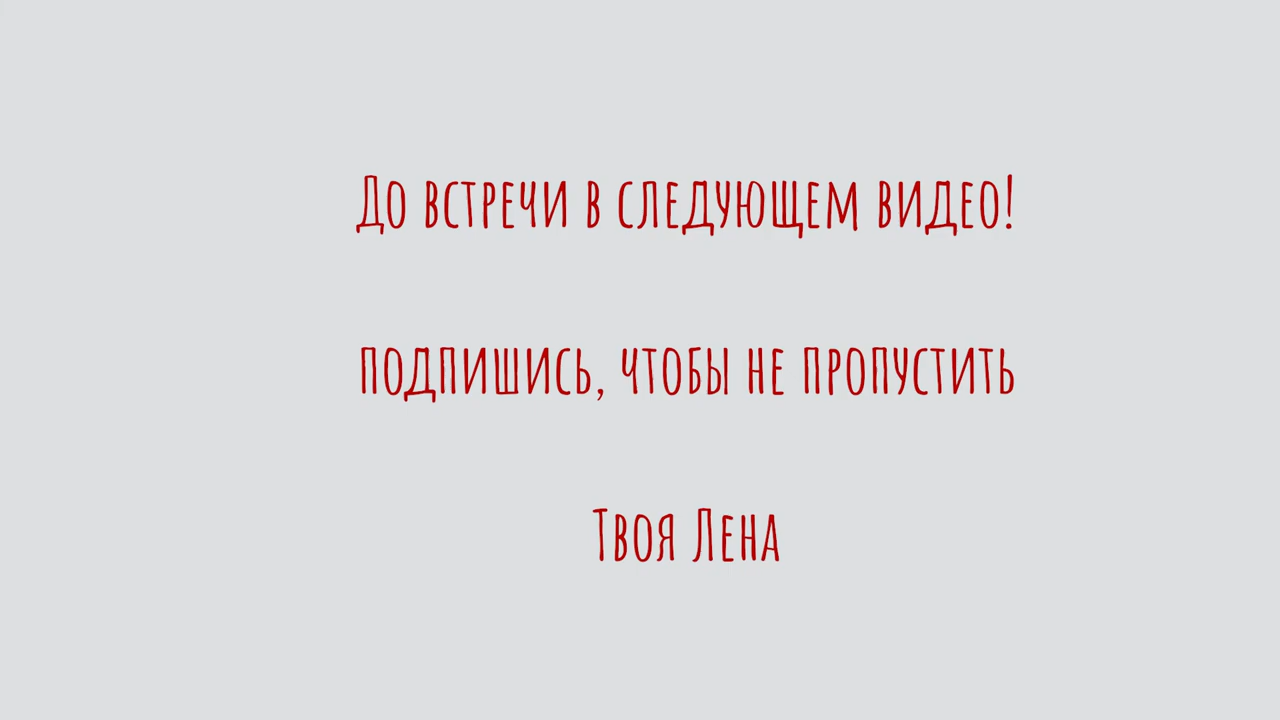 До встречи в следующем видео!
подпишись, чтобы не пропустить
Твоя Лена